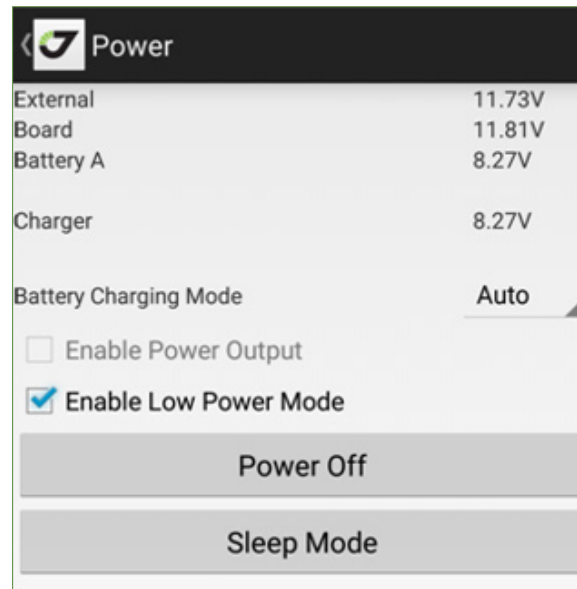 Power
External 11.73V
Board 11.81V
Battery A 8.27V
Charger 8.27V
Battery Charging Mode Auto
Enable Power Output
Enable Low Power Mode
Power Off
Sleep Mode